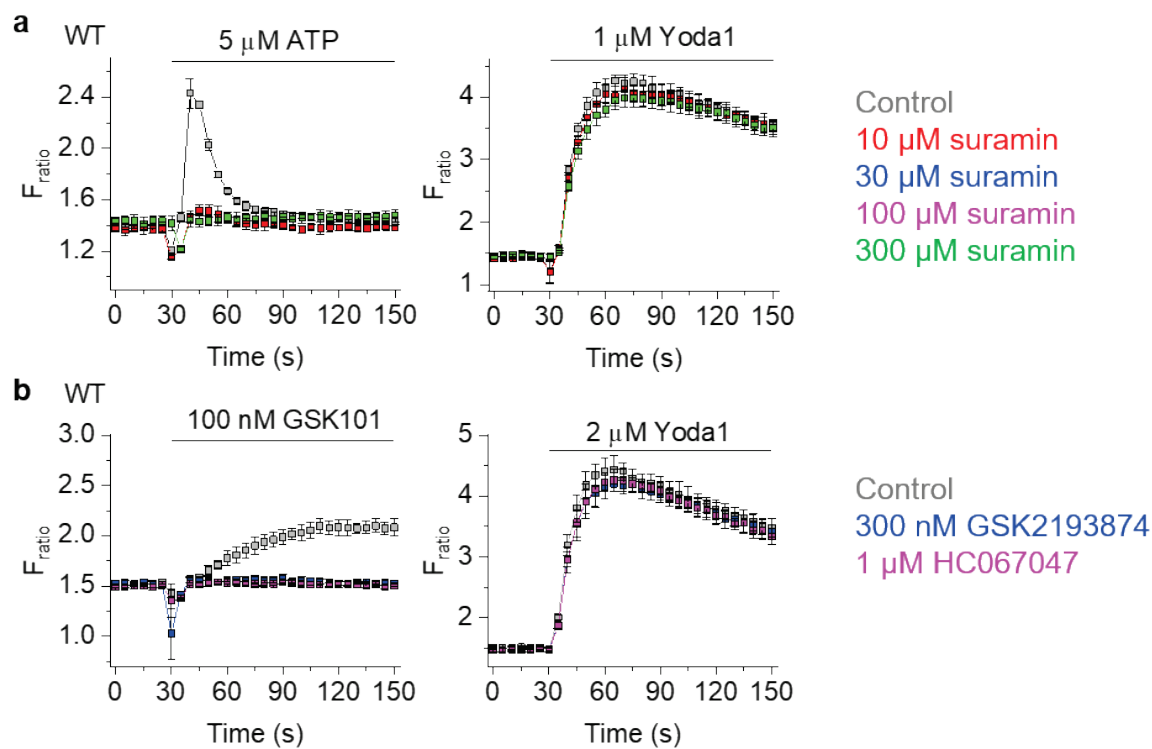 a
WT
5 μM ATP
1 μM Yoda1
2.4
2.0
1.6
1.2
Fratio
0 30 60 90 120 150
Time (s)
4
3
2
1
Fratio
0 30 60 90 120 150
Time (s)
Control
10 μM suramin
30 μM suramin
100 μM suramin
300 μM suramin
b
WT
100 nM GSK101
2 μM Yoda1
3.0
2.5
2.0
1.5
1.0
Fratio
0 30 60 90 120 150
Time (s)
5
4
3
2
Fratio
0 30 60 90 120 150
Time (s)
Control
300 nM GSK2193874
1 μM HC067047